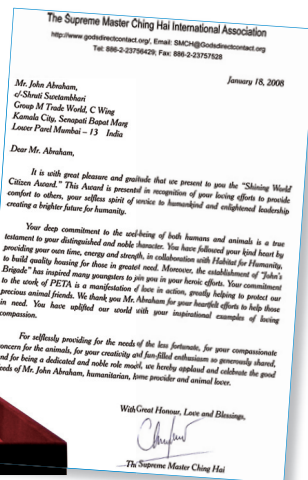 The Supreme Master Ching Hai International Association
http://www.godsdirectcontact.org/, Email: SMCH@Godsdirectcontact.org
Tel: 886-2-23756429; Fax: 886-2-23757528
January 18, 2008
Mr. John Abraham,
c/-Shruti Swetambhari
Group M Trade World, C Wing
Kamala City, Senapati Bapat Marg
Lower Parel Mumbai – 13 India
Dear Mr. Abraham,
It is with great pleasure and gratitude that we present to you the "Shining World
Citizen Award." This Award is presented in recognition of your loving efforts to provide
comfort to others, your selfless spirit of service to humankind and enlightened leadership
creating a brighter future for humanity.
Your deep commitment to the well-being of both humans and animals is a true
testament to your distinguished and noble character. You have followed your kind heart by
providing your own time, energy and strength, in collaboration with Habitat for Humanity,
to build quality housing for those in greatest need. Moreover, the establishment of "John's
Brigade" has inspired many youngsters to join you in your heroic efforts. Your commitment
to the work of PETA is a manifestation of love in action, greatly helping to protect our
precious animal friends. We thank you Mr. Abraham for your heartfelt efforts to help those
in need. You have uplifted our world with your inspirational examples of loving
compassion.
For selflessly providing for the needs of the less fortunate, for your compassionate
concern for the animals, for your creativity and fun-filled enthusiasm so generously shared,
and for being a dedicated and noble role model, we hereby applaud and celebrate the good
eeds of Mr. John Abraham, humanitarian, home provider and animal lover.
With Great Honour, Love and Blessings,
The Supreme Master Ching Hai